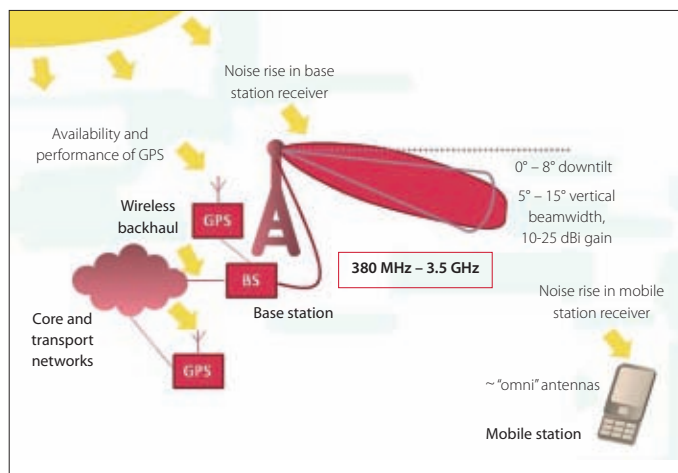 Noise rise in base
station receiver
Availability and
performance of GPS
0° – 8° downtilt
5° – 15° vertical
beamwidth,
10-25 dBi gain
Wireless
backhaul
GPS
380 MHz – 3.5 GHz
BS
Base station
Noise rise in mobile
station receiver
Core and
transport
networks
GPS
~ “omni” antennas
Mobile station